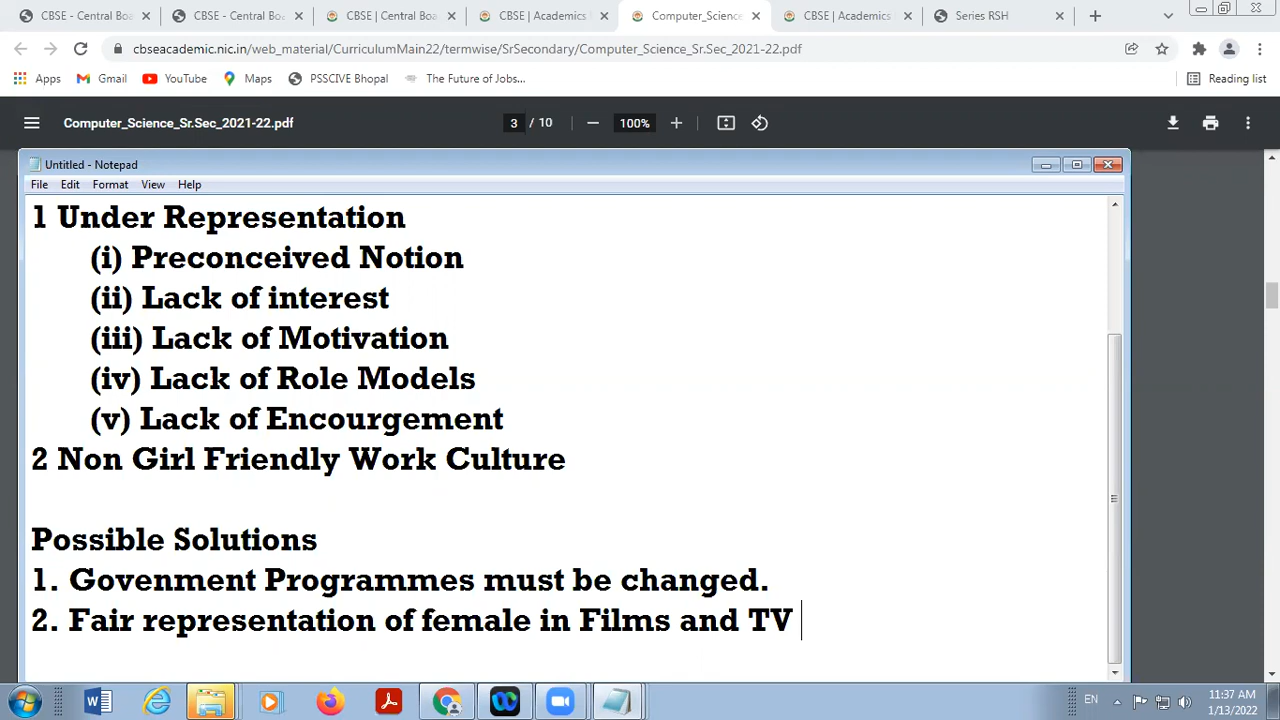 CBSE - Central Boa
CBSE - Central Boa
CBSE | Central Boa
CBSE | Academics
Computer_Science_
CBSE | Academics
Series RSH
cbseacademic.nic.in/web_material/CurriculumMain22/termwise/SrSecondary/Computer_Science_Sr.Sec_2021-22.pdf
Apps
Gmail
YouTube
Maps
PSSCIVE Bhopal
The Future of Jobs...
Reading list
Computer_Science_Sr.Sec_2021-22.pdf
3 / 10
100%
Untitled - Notepad
File Edit Format View Help
1 Under Representation
(i) Preconceived Notion
(ii) Lack of interest
(iii) Lack of Motivation
(iv) Lack of Role Models
(v) Lack of Encourgement
2 Non Girl Friendly Work Culture
Possible Solutions
1. Govenment Programmes must be changed.
2. Fair representation of female in Films and TV
EN
11:37 AM
1/13/2022